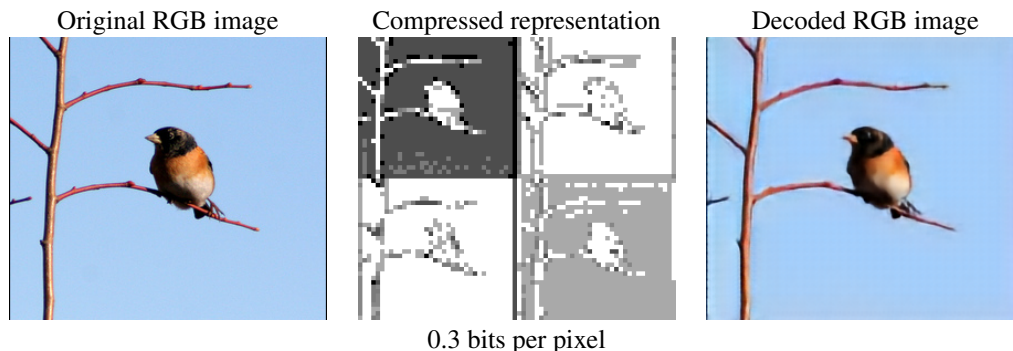 Original RGB image
Compressed representation
Decoded RGB image
0.3 bits per pixel